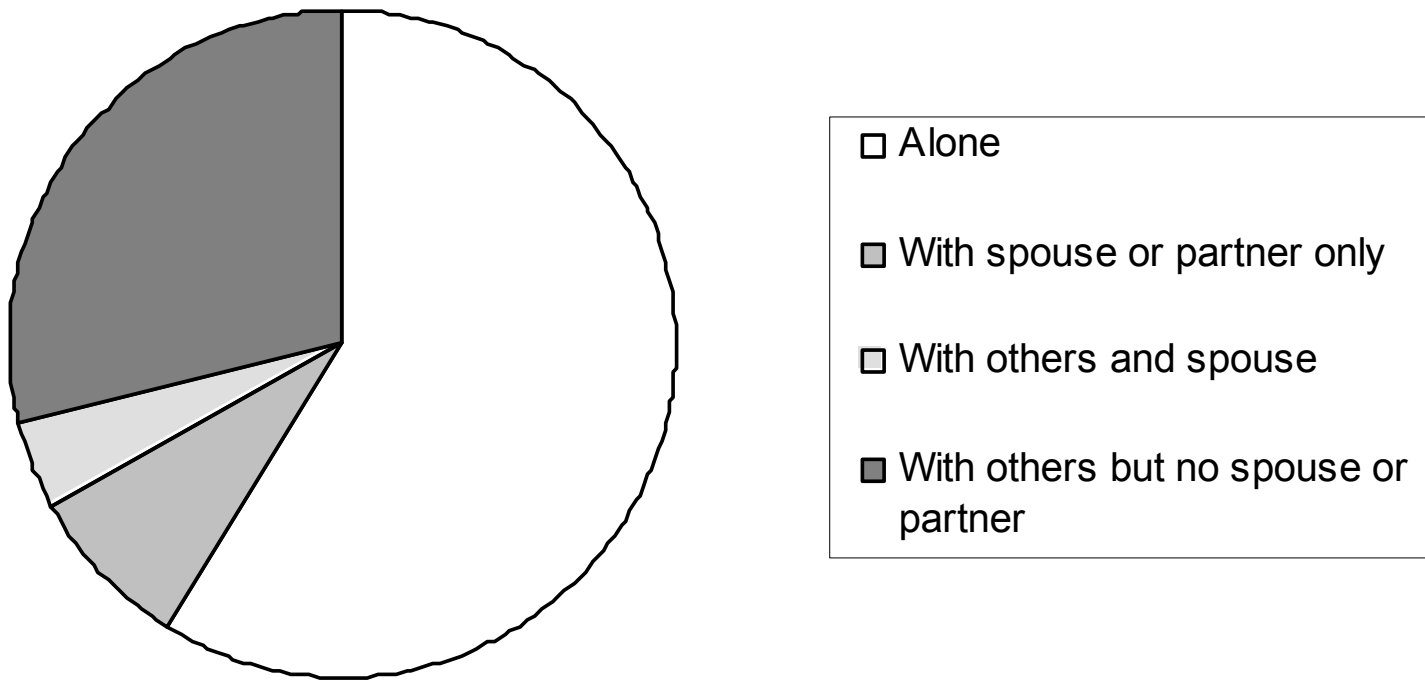 Alone
With spouse or partner only
With others and spouse
With others but no spouse or
partner